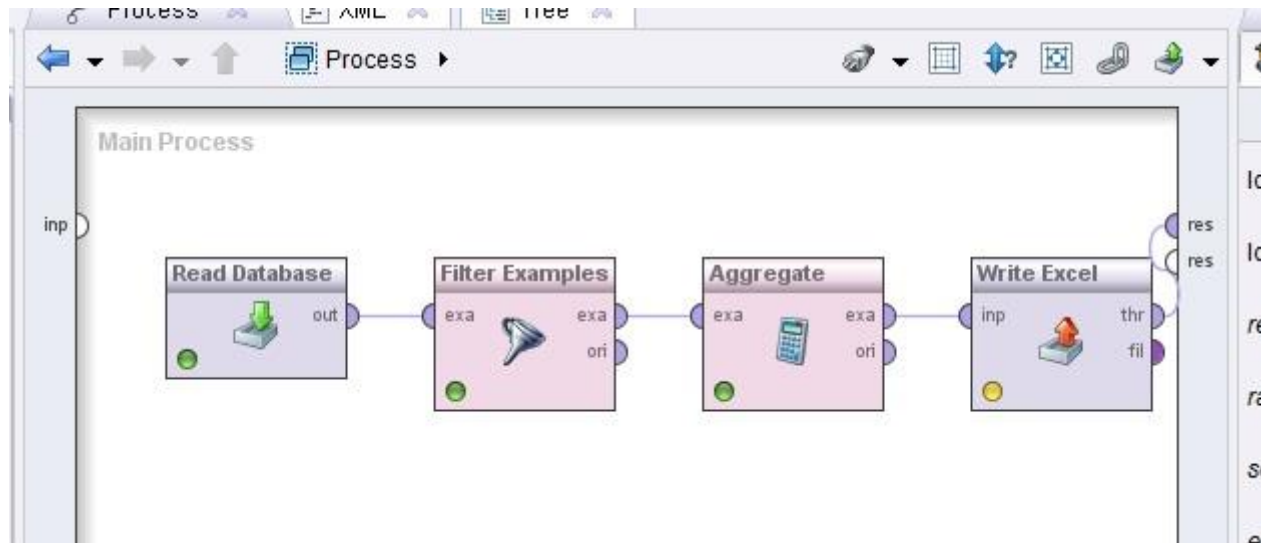 Process
XML
Tree
Process
Main Process
inp
res
res
Read Database
out
Filter Examples
exa
exa
ori
Aggregate
exa
exa
ori
Write Excel
inp
thr
fil